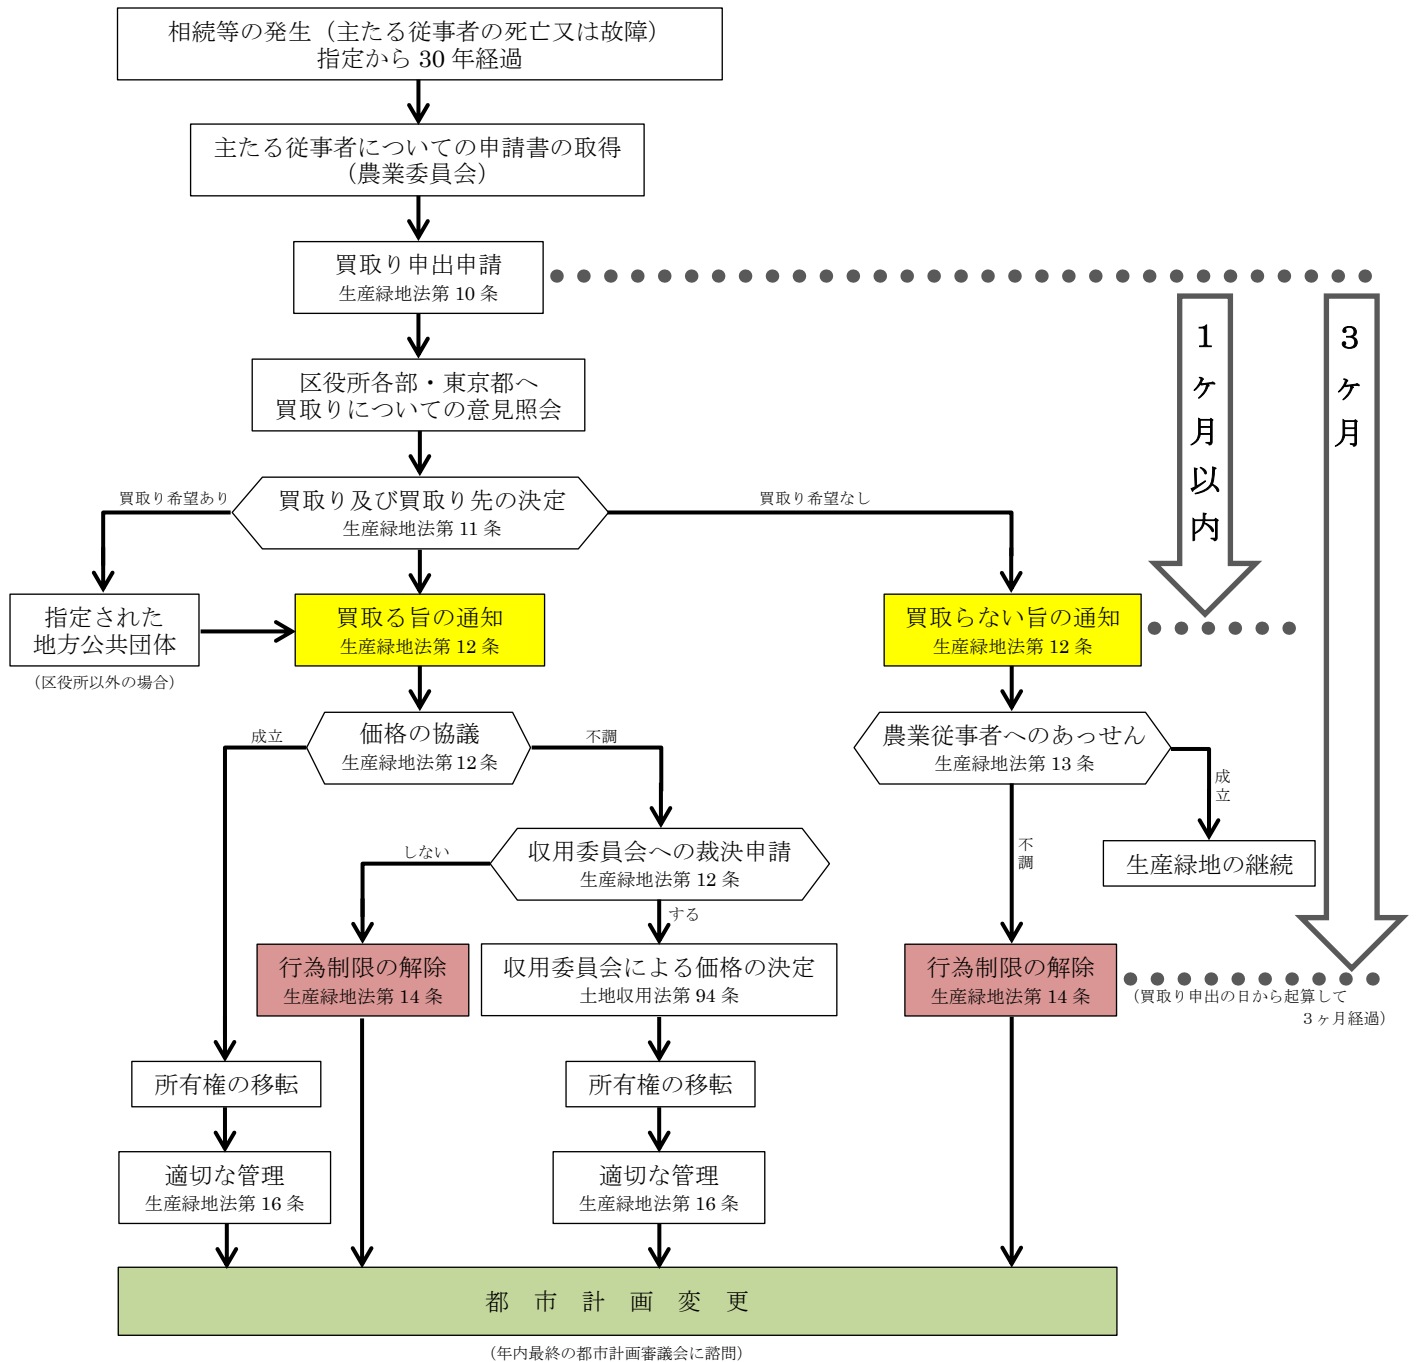 相続等の発生（主たる従事者の死亡又は故障）
指定から 30 年経過
主たる従事者についての申請書の取得
（農業委員会）
買取り申出申請
生産緑地法第 10 条
1ヶ月以内
3ヶ月
区役所各部・東京都へ
買取りについての意見照会
買取り希望あり
買取り及び買取り先の決定
生産緑地法第 11 条
買取り希望なし
指定された
地方公共団体
（区役所以外の場合）
買取る旨の通知
生産緑地法第 12 条
買取らない旨の通知
生産緑地法第 12 条
成立
価格の協議
生産緑地法第 12 条
不調
農業従事者へのあっせん
生産緑地法第 13 条
成立
しない
収用委員会への裁決申請
生産緑地法第 12 条
する
不調
生産緑地の継続
行為制限の解除
生産緑地法第 14 条
収用委員会による価格の決定
土地収用法第 94 条
行為制限の解除
生産緑地法第 14 条
（買取り申出の日から起算して
３ヶ月経過）
所有権の移転
所有権の移転
適切な管理
生産緑地法第 16 条
適切な管理
生産緑地法第 16 条
都 市 計 画 変 更
（年内最終の都市計画審議会に諮問）